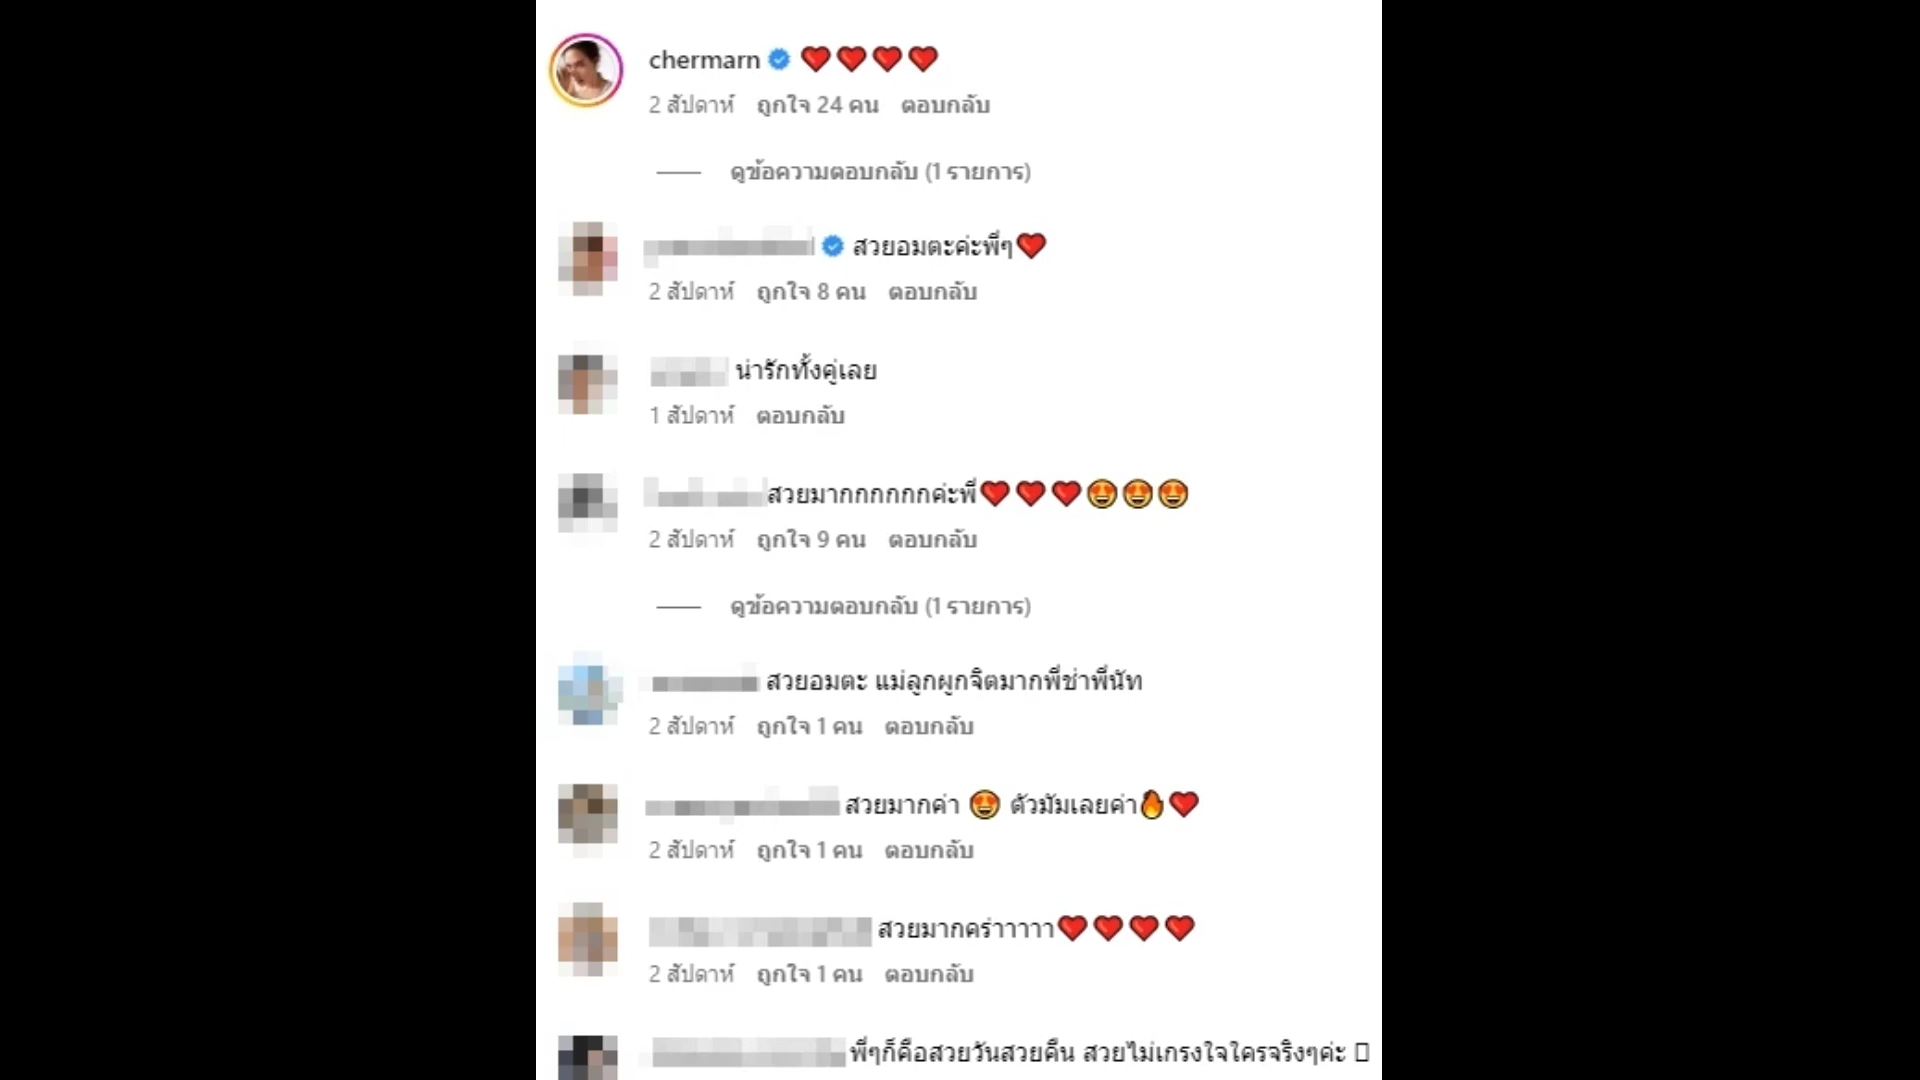 chermarn ❤️❤️❤️❤️
2 สัปดาห์ ถูกใจ 24 คน ตอบกลับ
ดูข้อความตอบกลับ (1 รายการ)
สวยอมตะค่ะพี่ๆ❤️
2 สัปดาห์ ถูกใจ 8 คน ตอบกลับ
น่ารักทั้งคู่เลย
1 สัปดาห์ ตอบกลับ
สวยมากกกกกกค่ะพี่❤️❤️❤️😍😍😍
2 สัปดาห์ ถูกใจ 9 คน ตอบกลับ
ดูข้อความตอบกลับ (1 รายการ)
สวยอมตะ แม่ลูกผูกจิตมากพี่ช่าพี่นัท
2 สัปดาห์ ถูกใจ 1 คน ตอบกลับ
สวยมากค่า 😍 ตัวมัมเลยค่า🔥❤️
2 สัปดาห์ ถูกใจ 1 คน ตอบกลับ
สวยมากคร่าาาาา❤️❤️❤️❤️
2 สัปดาห์ ถูกใจ 1 คน ตอบกลับ
พี่ๆก็คือสวยวันสวยคืน สวยไม่เกรงใจใครจริงๆค่ะ